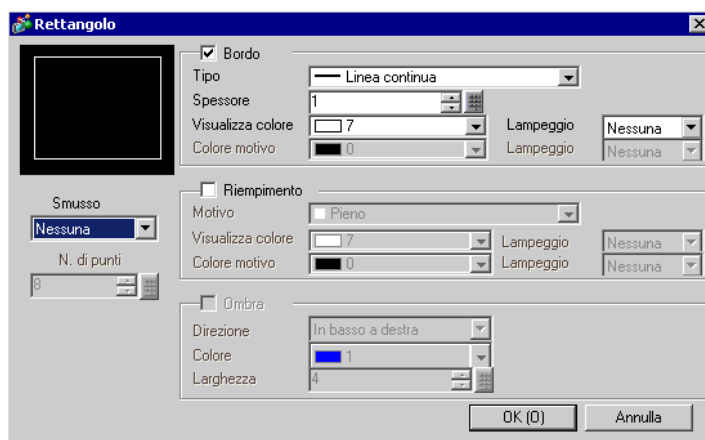 Rettangolo
Bordo
Tipo Linea continua
Spessore 1
Visualizza colore 7 Lampeggio Nessuna
Colore motivo 0 Lampeggio Nessuna
Smusso
Nessuna
N. di punti
8
Riempimento
Motivo Pieno
Visualizza colore 7 Lampeggio Nessuna
Colore motivo 0 Lampeggio Nessuna
Ombra
Direzione In basso a destra
Colore 1
Larghezza 4
OK (O) Annulla